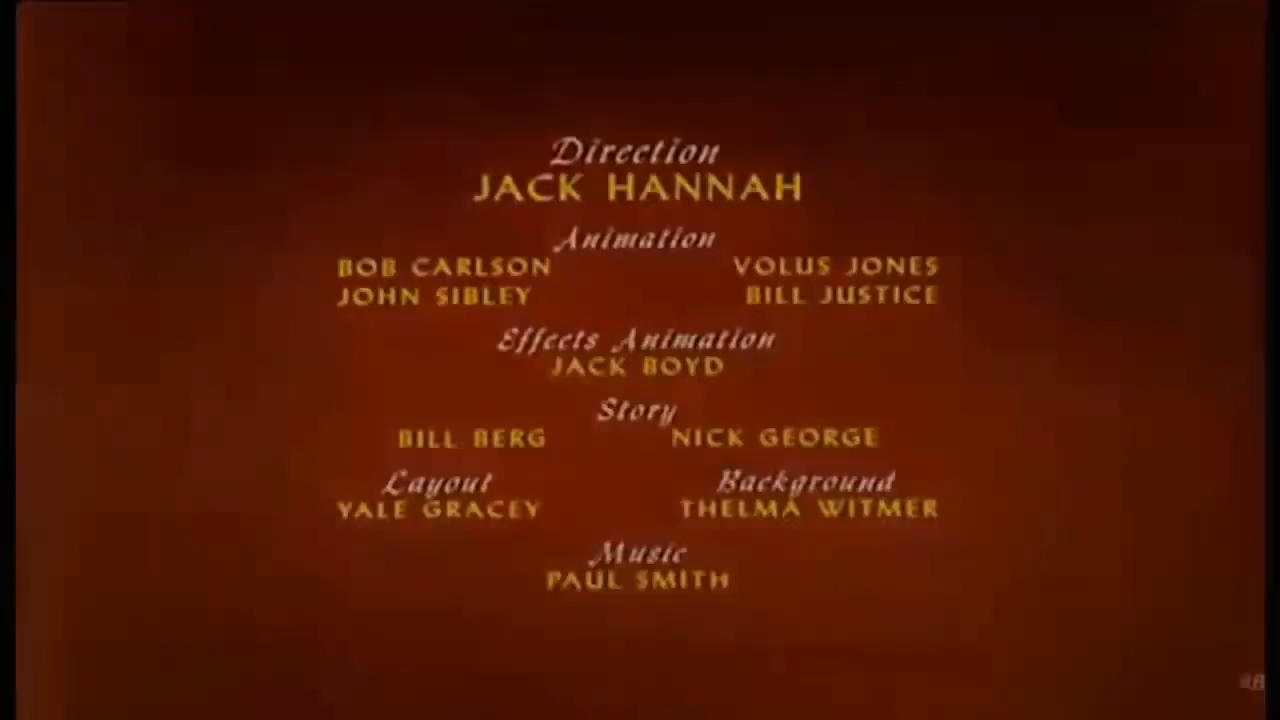 Direction
JACK HANNAH
Animation
BOB CARLSON VOLUS JONES
JOHN SIBLEY BILL JUSTICE
Effects Animation
JACK BOYD
Story
BILL BERG NICK GEORGE
Layout Background
YALE GRACEY THELMA WITMER
Music
PAUL SMITH